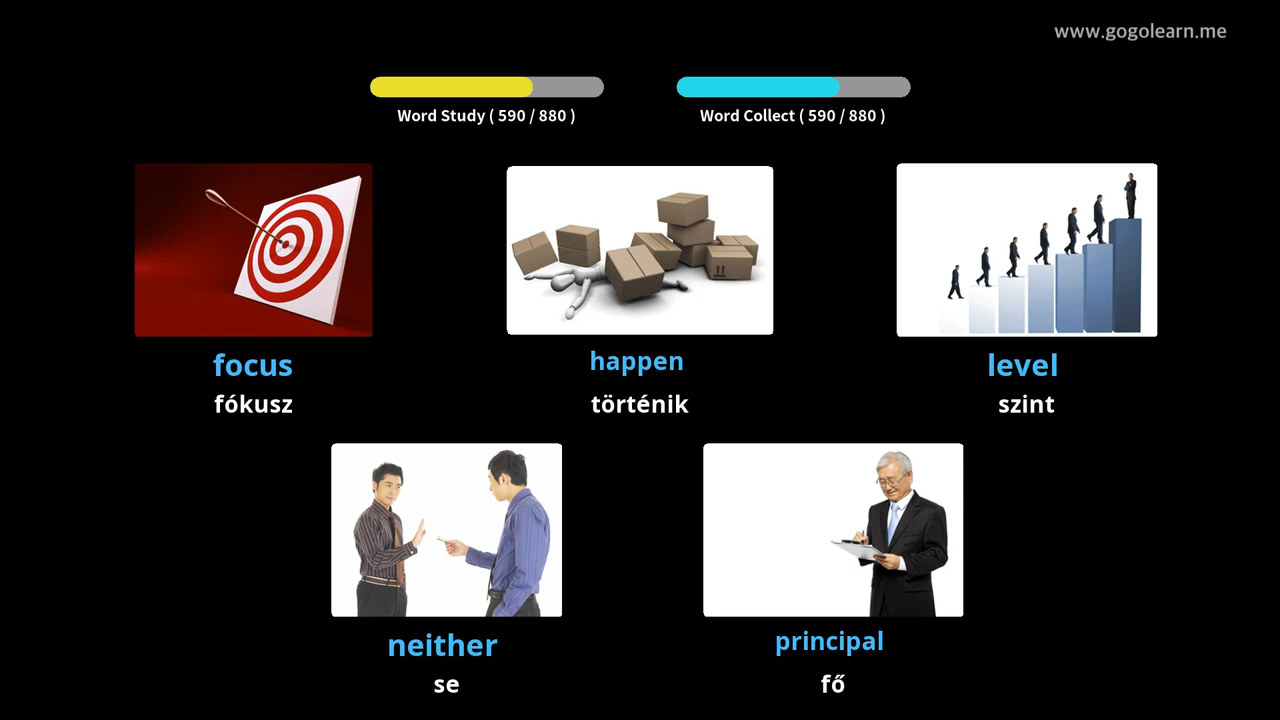 www.gogolearn.me
Word Study ( 590 / 880 )
Word Collect ( 590 / 880 )
focus
fókusz
happen
történik
level
szint
neither
se
principal
fő